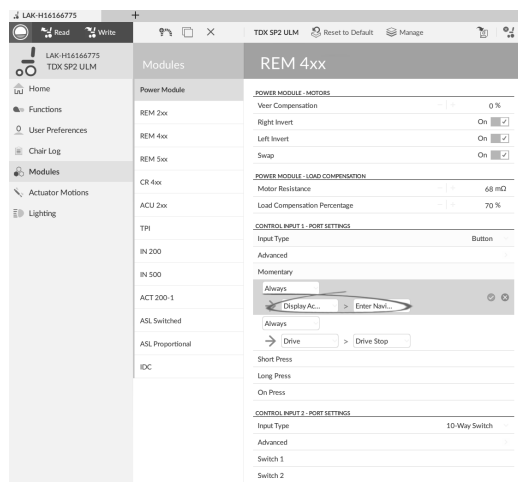 LAK-H16166775
+
Read
Write
TDX SP2 ULM
Reset to Default
Manage
LAK-H16166775
TDX SP2 ULM
Home
Functions
User Preferences
Chair Log
Modules
Actuator Motions
Lighting
Modules
Power Module
REM 2xx
REM 4xx
REM 5xx
CR 4xx
ACU 2xx
TPI
IN 200
IN 500
ACT 200-1
ASL Switched
ASL Proportional
IDC
REM 4xx
POWER MODULE - MOTORS
Veer Compensation - + 0 %
Right Invert On
Left Invert On
Swap On
POWER MODULE - LOAD COMPENSATION
Motor Resistance - + 68 mΩ
Load Compensation Percentage - + 70 %
CONTROL INPUT 1 - PORT SETTINGS
Input Type Button
Advanced
Momentary
Always
Display Ac... > Enter Navi...
Always
Drive > Drive Stop
Short Press
Long Press
On Press
CONTROL INPUT 2 - PORT SETTINGS
Input Type 10-Way Switch
Advanced
Switch 1
Switch 2